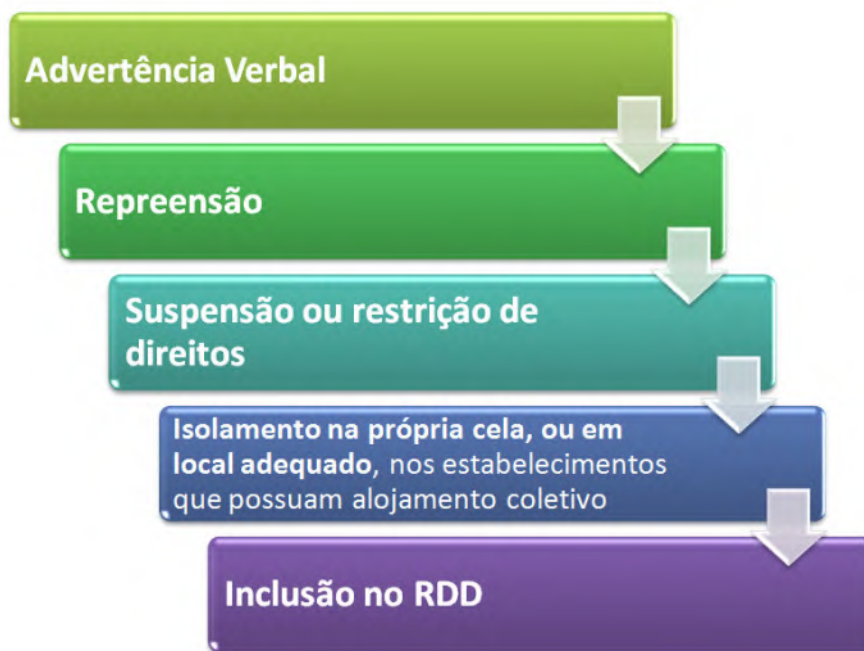 Advertência Verbal
Repreensão
Suspensão ou restrição de
direitos
Isolamento na própria cela, ou em
local adequado, nos estabelecimentos
que possuam alojamento coletivo
Inclusão no RDD